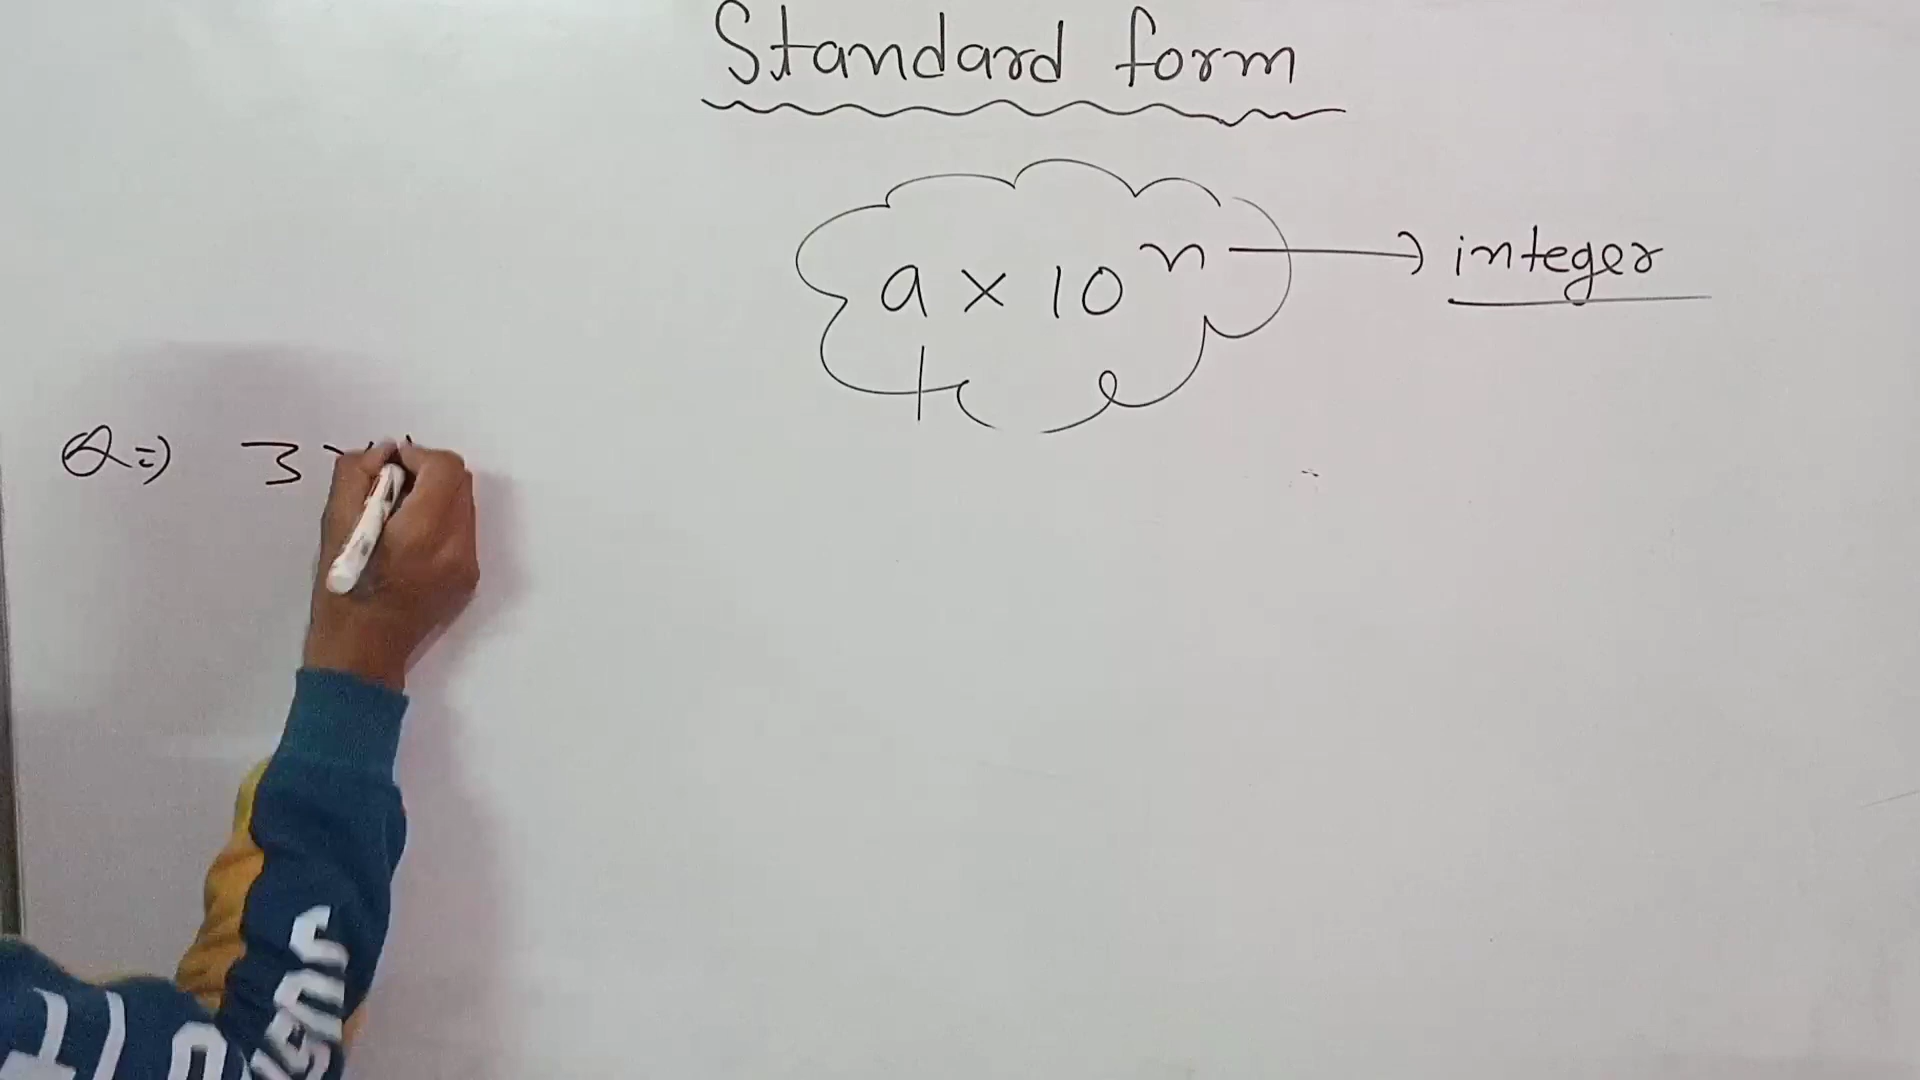 Standard form
a × 10ⁿ → integer
Q⇒ 3 ×